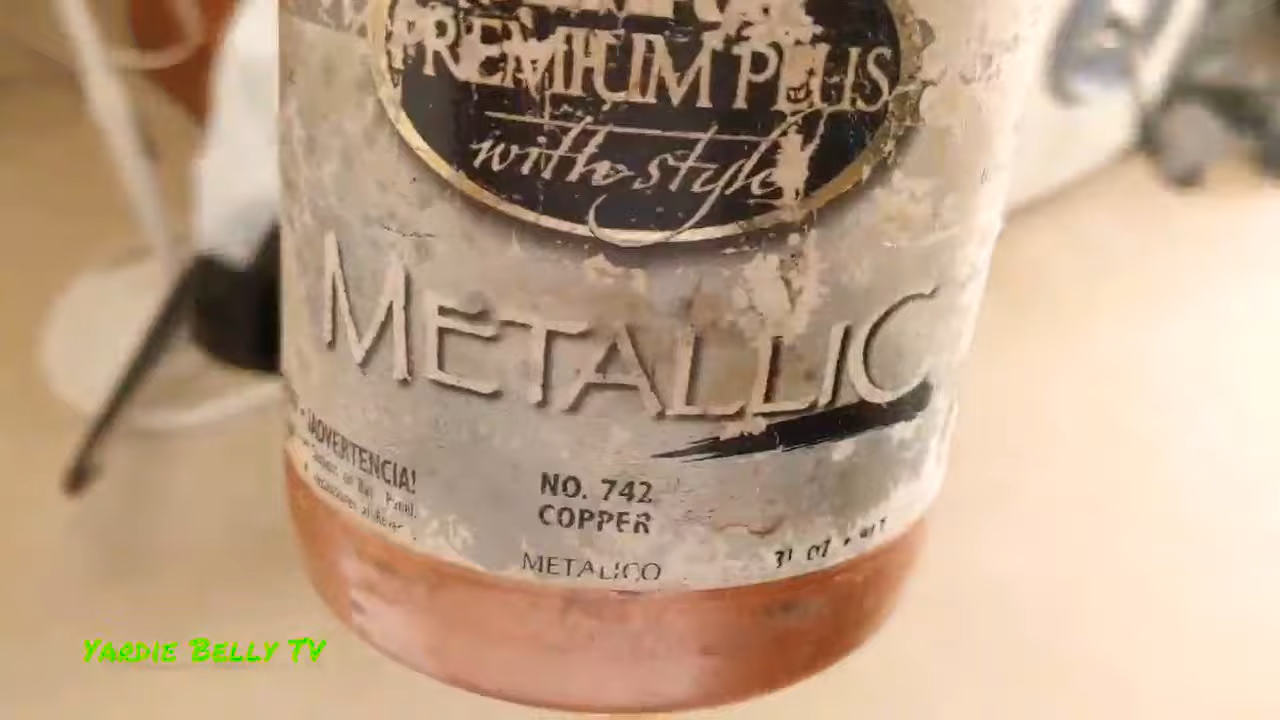 PREMIUM PLUS
with style
METALLIC
¡ADVERTENCIA!
NO. 742
COPPER
METALICO
Yardie Belly TV